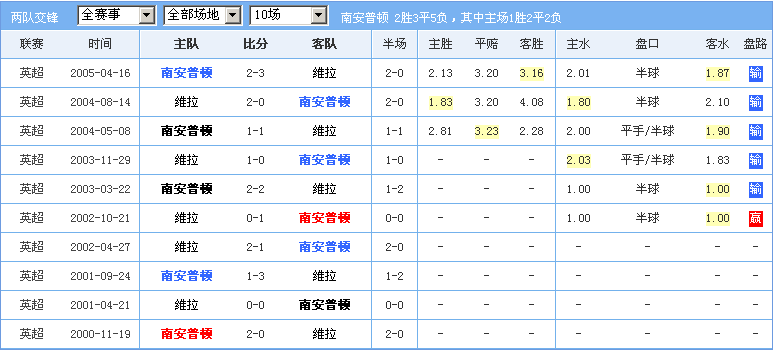 两队交锋 全赛事 全部场地 10场 南安普顿 2胜3平5负，其中主场1胜2平2负
联赛 时间 主队 比分 客队 半场 主胜 平赔 客胜 主水 盘口 客水 盘路
英超 2005-04-16 南安普顿 2-3 维拉 2-0 2.13 3.20 3.16 2.01 半球 1.87 输
英超 2004-08-14 维拉 2-0 南安普顿 2-0 1.83 3.20 4.08 1.80 半球 2.10 输
英超 2004-05-08 南安普顿 1-1 维拉 1-1 2.81 3.23 2.28 2.00 平手/半球 1.90 输
英超 2003-11-29 维拉 1-0 南安普顿 1-0 - - - 2.03 平手/半球 1.83 输
英超 2003-03-22 南安普顿 2-2 维拉 1-2 - - - 1.00 半球 1.00 输
英超 2002-10-21 维拉 0-1 南安普顿 0-0 - - - 1.00 半球 1.00 赢
英超 2002-04-27 维拉 2-1 南安普顿 2-0 - - - - - - -
英超 2001-09-24 南安普顿 1-3 维拉 1-2 - - - - - - -
英超 2001-04-21 维拉 0-0 南安普顿 0-0 - - - - - - -
英超 2000-11-19 南安普顿 2-0 维拉 2-0 - - - - - - -